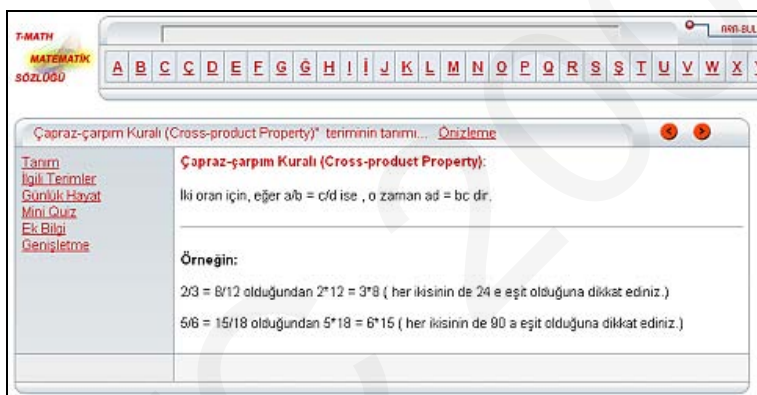 T-MATH
MATEMATİK
SÖZLÜĞÜ
ARA-BUL
A B C Ç D E F G Ğ H I İ J K L M N O P Q R S Ş T U V W X Y
Çapraz-çarpım Kuralı (Cross-product Property)" teriminin tanımı... Önizleme
Tanım
İlgili Terimler
Günlük Hayat
Mini Quiz
Ek Bilgi
Genişletme
Çapraz-çarpım Kuralı (Cross-product Property):
İki oran için, eğer a/b = c/d ise , o zaman ad = bc dir.
Örneğin:
2/3 = 8/12 olduğundan 2*12 = 3*8 ( her ikisinin de 24 e eşit olduğuna dikkat ediniz.)
5/6 = 15/18 olduğundan 5*18 = 6*15 ( her ikisinin de 90 a eşit olduğuna dikkat ediniz.)